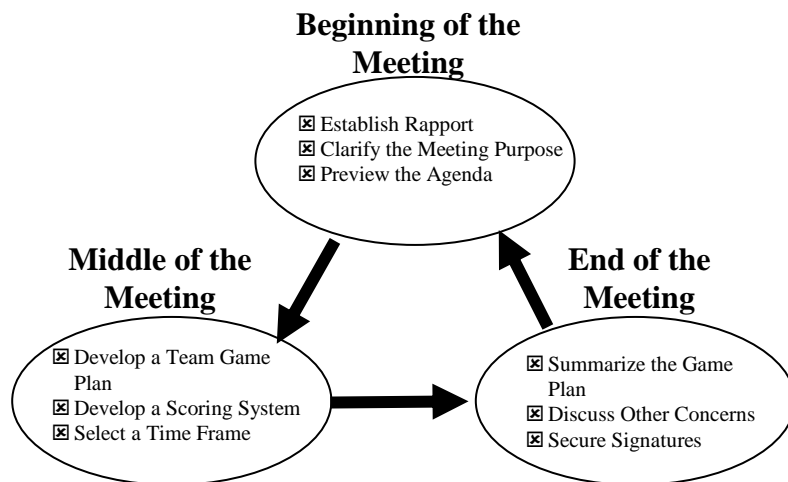 Beginning of the
Meeting
☒ Establish Rapport
☒ Clarify the Meeting Purpose
☒ Preview the Agenda
Middle of the
Meeting
☒ Develop a Team Game
Plan
☒ Develop a Scoring System
☒ Select a Time Frame
End of the
Meeting
☒ Summarize the Game
Plan
☒ Discuss Other Concerns
☒ Secure Signatures